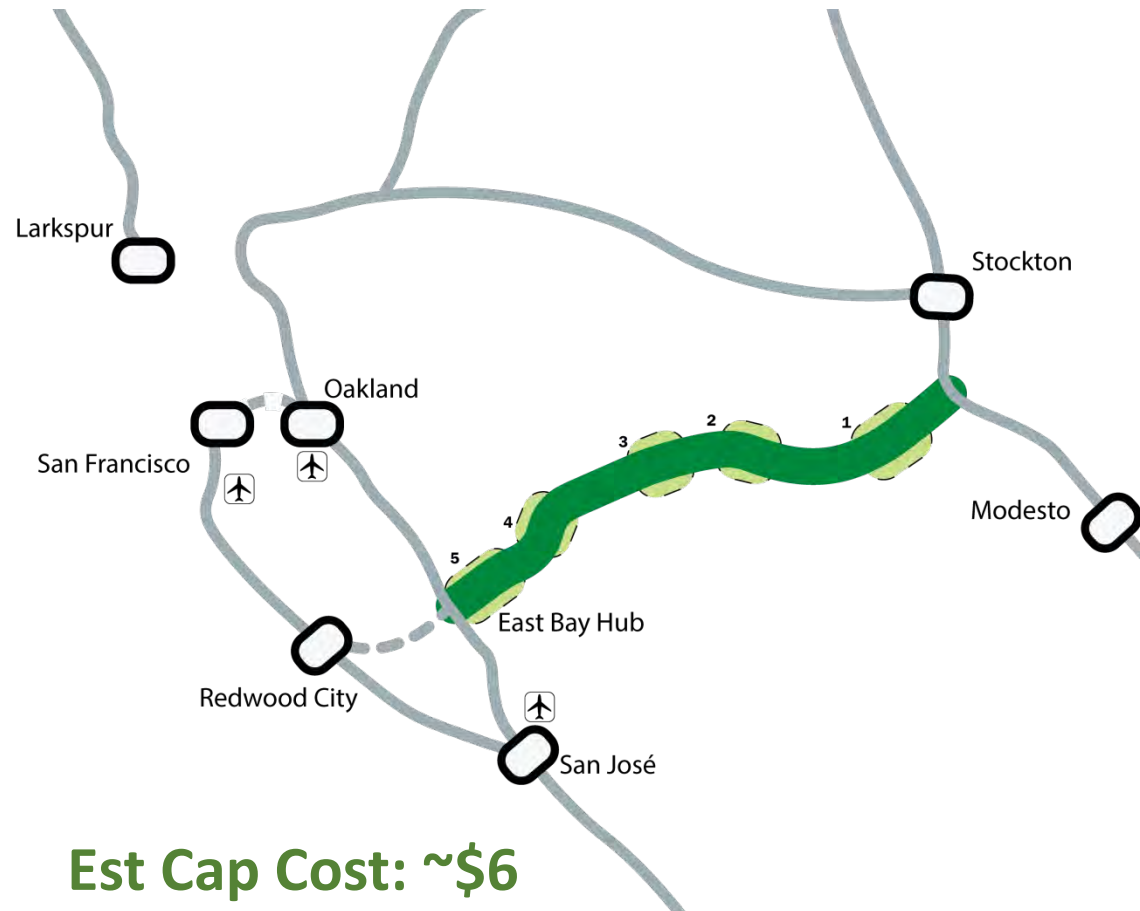 Larkspur
Stockton
Oakland
San Francisco
1
2
3
4
5
Modesto
East Bay Hub
Redwood City
San José
Est Cap Cost: ~$6